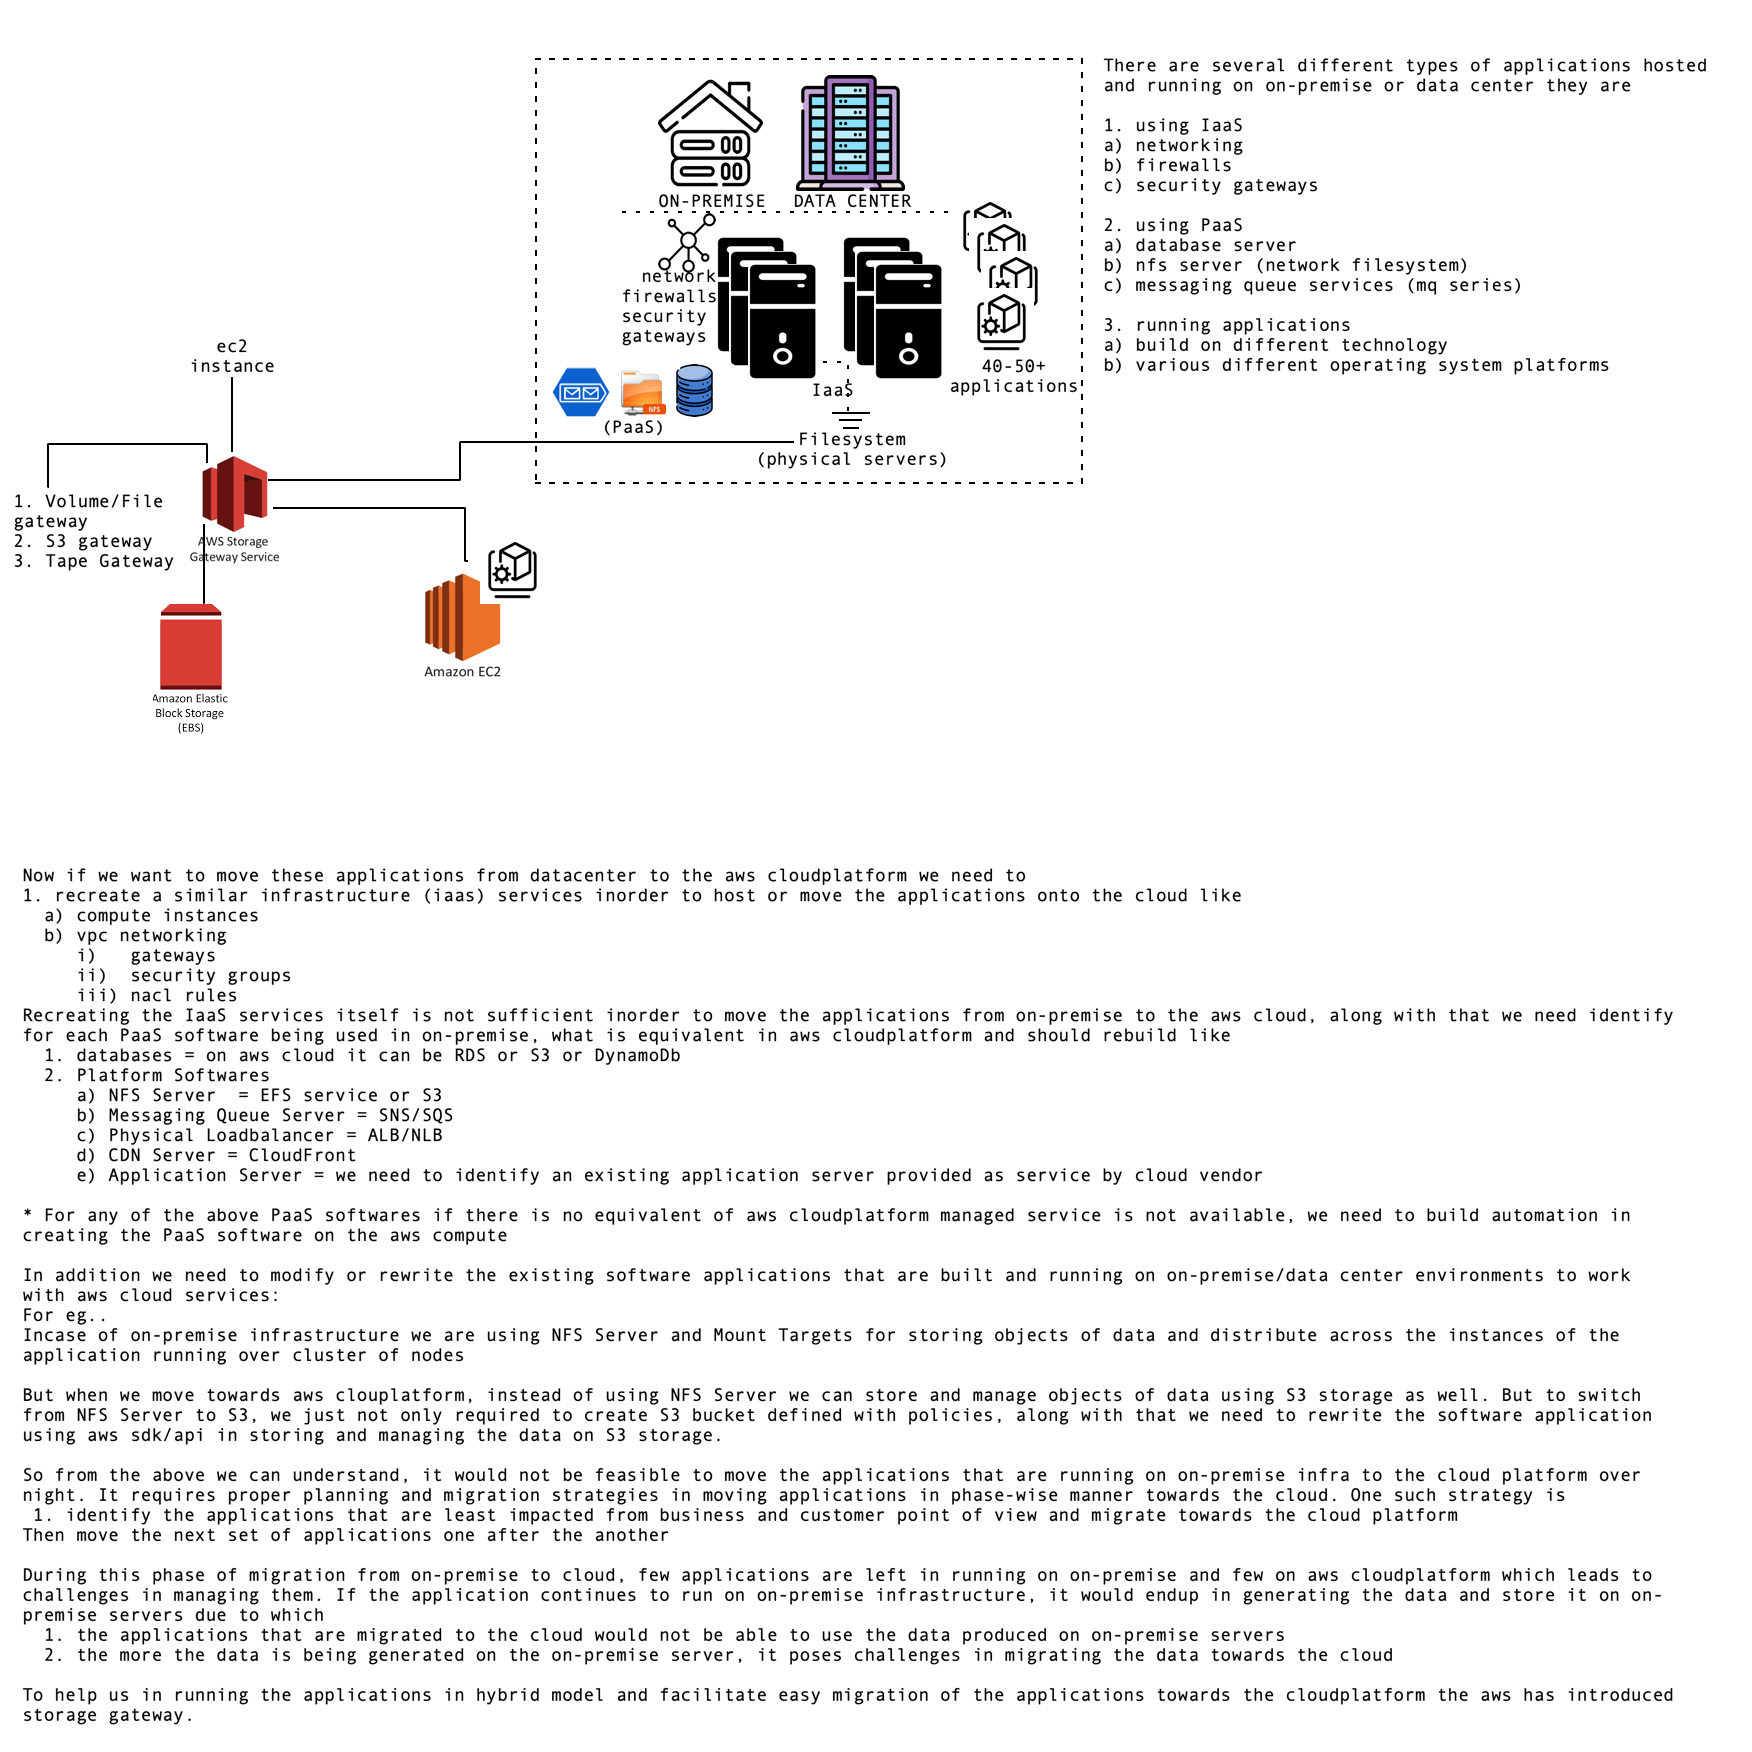 There are several different types of applications hosted
and running on on-premise or data center they are
1. using IaaS
a) networking
b) firewalls
c) security gateways
2. using PaaS
a) database server
b) nfs server (network filesystem)
c) messaging queue services (mq series)
3. running applications
a) build on different technology
b) various different operating system platforms
ON-PREMISE
DATA CENTER
network
firewalls
security
gateways
IaaS
40-50+
applications
NFS
(PaaS)
Filesystem
(physical servers)
ec2
instance
1. Volume/File
gateway
2. S3 gateway
3. Tape Gateway
AWS Storage
Gateway Service
Amazon EC2
Amazon Elastic
Block Storage
(EBS)
Now if we want to move these applications from datacenter to the aws cloudplatform we need to
1. recreate a similar infrastructure (iaas) services inorder to host or move the applications onto the cloud like
a) compute instances
b) vpc networking
i) gateways
ii) security groups
iii) nacl rules
Recreating the IaaS services itself is not sufficient inorder to move the applications from on-premise to the aws cloud, along with that we need identify
for each PaaS software being used in on-premise, what is equivalent in aws cloudplatform and should rebuild like
1. databases = on aws cloud it can be RDS or S3 or DynamoDb
2. Platform Softwares
a) NFS Server = EFS service or S3
b) Messaging Queue Server = SNS/SQS
c) Physical Loadbalancer = ALB/NLB
d) CDN Server = CloudFront
e) Application Server = we need to identify an existing application server provided as service by cloud vendor
* For any of the above PaaS softwares if there is no equivalent of aws cloudplatform managed service is not available, we need to build automation in
creating the PaaS software on the aws compute
In addition we need to modify or rewrite the existing software applications that are built and running on on-premise/data center environments to work
with aws cloud services:
For eg..
Incase of on-premise infrastructure we are using NFS Server and Mount Targets for storing objects of data and distribute across the instances of the
application running over cluster of nodes
But when we move towards aws clouplatform, instead of using NFS Server we can store and manage objects of data using S3 storage as well. But to switch
from NFS Server to S3, we just not only required to create S3 bucket defined with policies, along with that we need to rewrite the software application
using aws sdk/api in storing and managing the data on S3 storage.
So from the above we can understand, it would not be feasible to move the applications that are running on on-premise infra to the cloud platform over
night. It requires proper planning and migration strategies in moving applications in phase-wise manner towards the cloud. One such strategy is
1. identify the applications that are least impacted from business and customer point of view and migrate towards the cloud platform
Then move the next set of applications one after the another
During this phase of migration from on-premise to cloud, few applications are left in running on on-premise and few on aws cloudplatform which leads to
challenges in managing them. If the application continues to run on on-premise infrastructure, it would endup in generating the data and store it on on-
premise servers due to which
1. the applications that are migrated to the cloud would not be able to use the data produced on on-premise servers
2. the more the data is being generated on the on-premise server, it poses challenges in migrating the data towards the cloud
To help us in running the applications in hybrid model and facilitate easy migration of the applications towards the cloudplatform the aws has introduced
storage gateway.